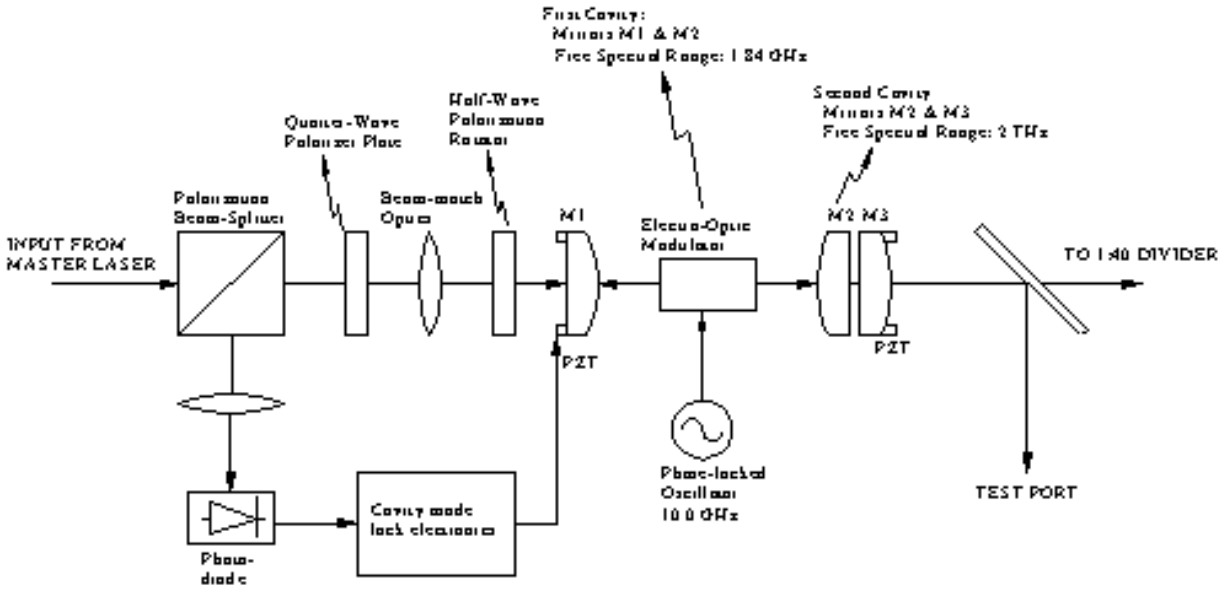 First Cavity:
Mirrors M1 & M2
Free Spectral Range: 1.84 GHz
Second Cavity
Mirrors M2 & M3
Free Spectral Range: 2 THz
Half-Wave
Polarization
Rotator
Quarter-Wave
Polarizer Plate
Polarization
Beam-Splitter
Beam-match
Optics
M1
Electro-Optic
Modulator
M2 M3
INPUT FROM
MASTER LASER
TO 1:40 DIVIDER
PZT
PZT
Phase-locked
Oscillator
GHz
TEST PORT
Cavity mode
lock electronics
Photo-
diode